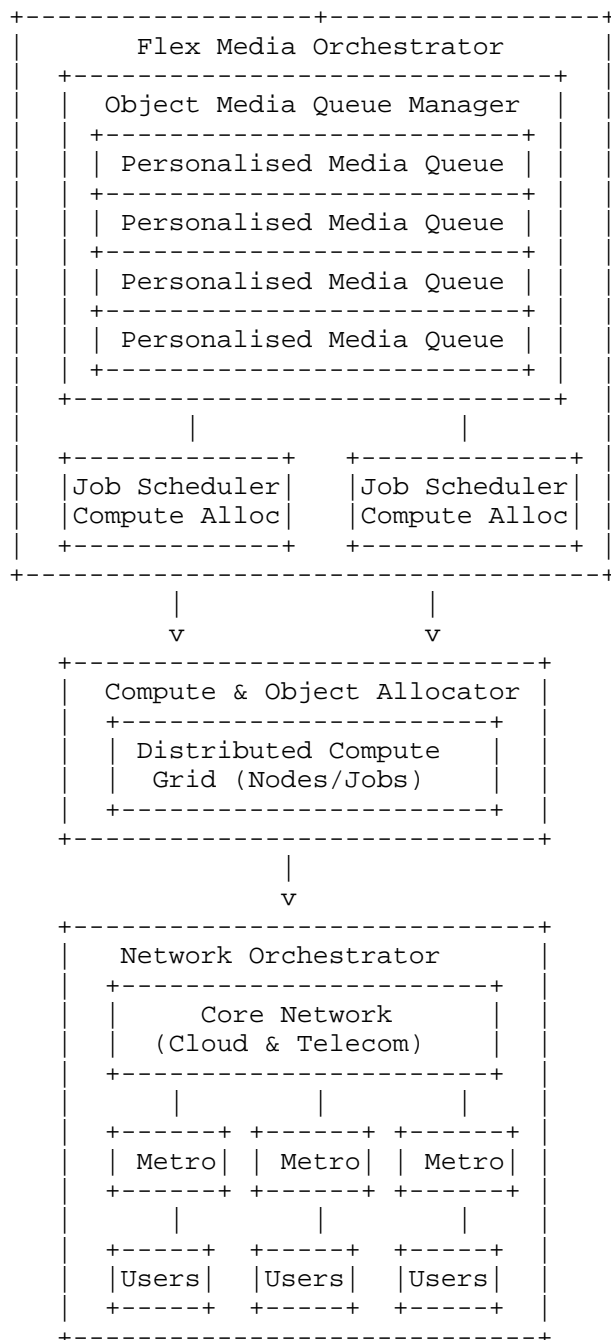 Flex Media Orchestrator
Object Media Queue Manager
Personalised Media Queue
Personalised Media Queue
Personalised Media Queue
Personalised Media Queue
Job Scheduler Job Scheduler
Compute Alloc Compute Alloc
v v
Compute & Object Allocator
Distributed Compute
Grid (Nodes/Jobs)
v
Network Orchestrator
Core Network
(Cloud & Telecom)
Metro Metro Metro
Users Users Users